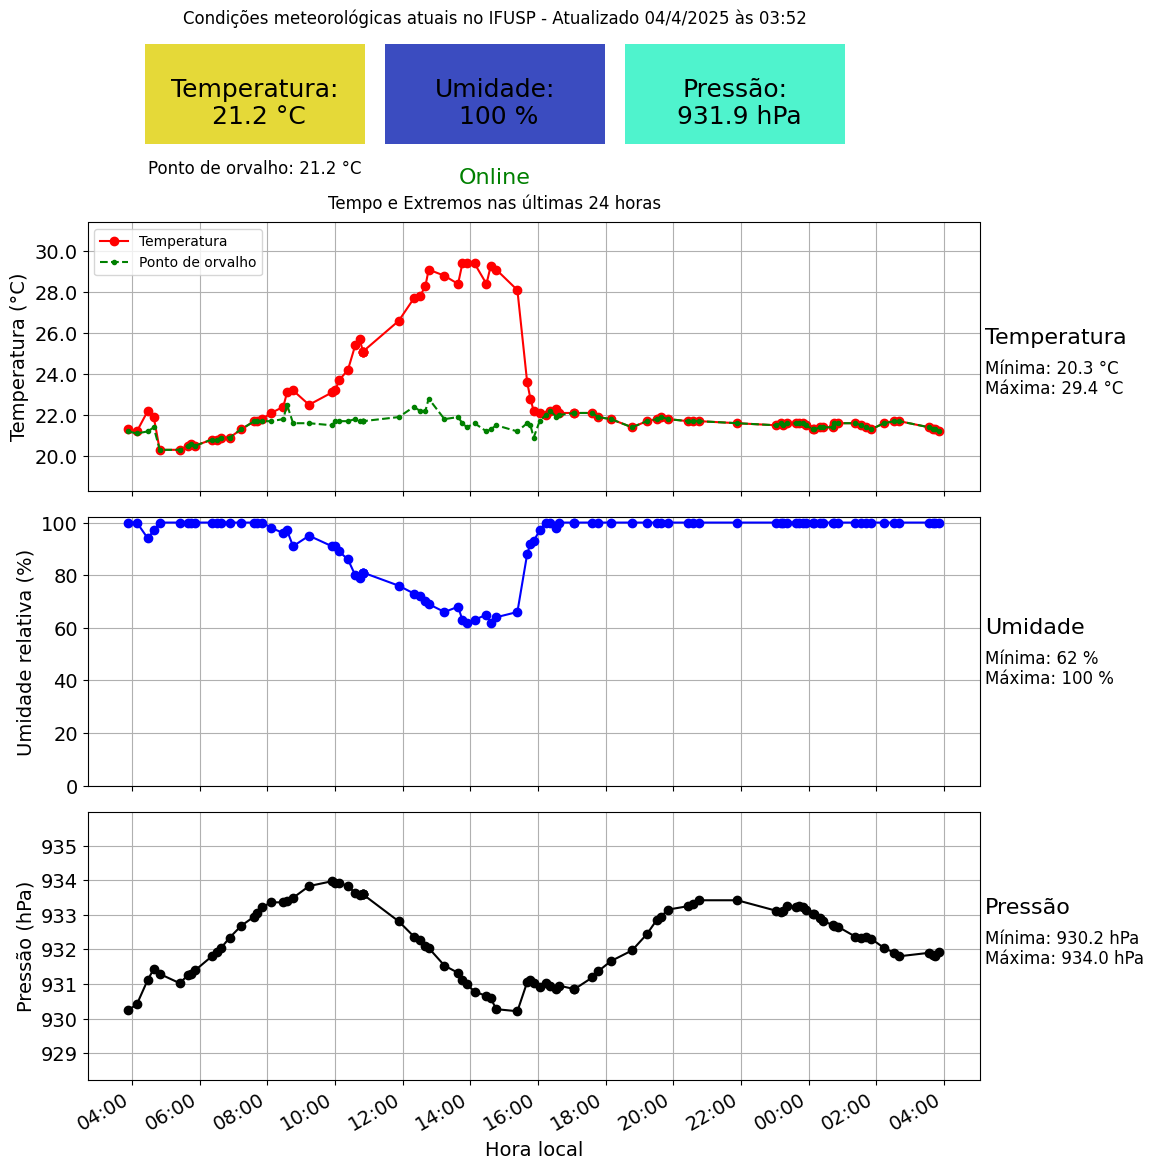 Condições meteorológicas atuais no IFUSP - Atualizado 04/4/2025 às 03:52
Temperatura:
21.2 °C
Umidade:
100 %
Pressão:
931.9 hPa
Ponto de orvalho: 21.2 °C
Online
Tempo e Extremos nas últimas 24 horas
Temperatura
Ponto de orvalho
Temperatura (°C)
30.0
28.0
26.0
24.0
22.0
20.0
Temperatura
Mínima: 20.3 °C
Máxima: 29.4 °C
Umidade relativa (%)
100
80
60
40
20
0
Umidade
Mínima: 62 %
Máxima: 100 %
Pressão (hPa)
935
934
933
932
931
930
929
Pressão
Mínima: 930.2 hPa
Máxima: 934.0 hPa
04:00 06:00 08:00 10:00 12:00 14:00 16:00 18:00 20:00 22:00 00:00 02:00 04:00
Hora local